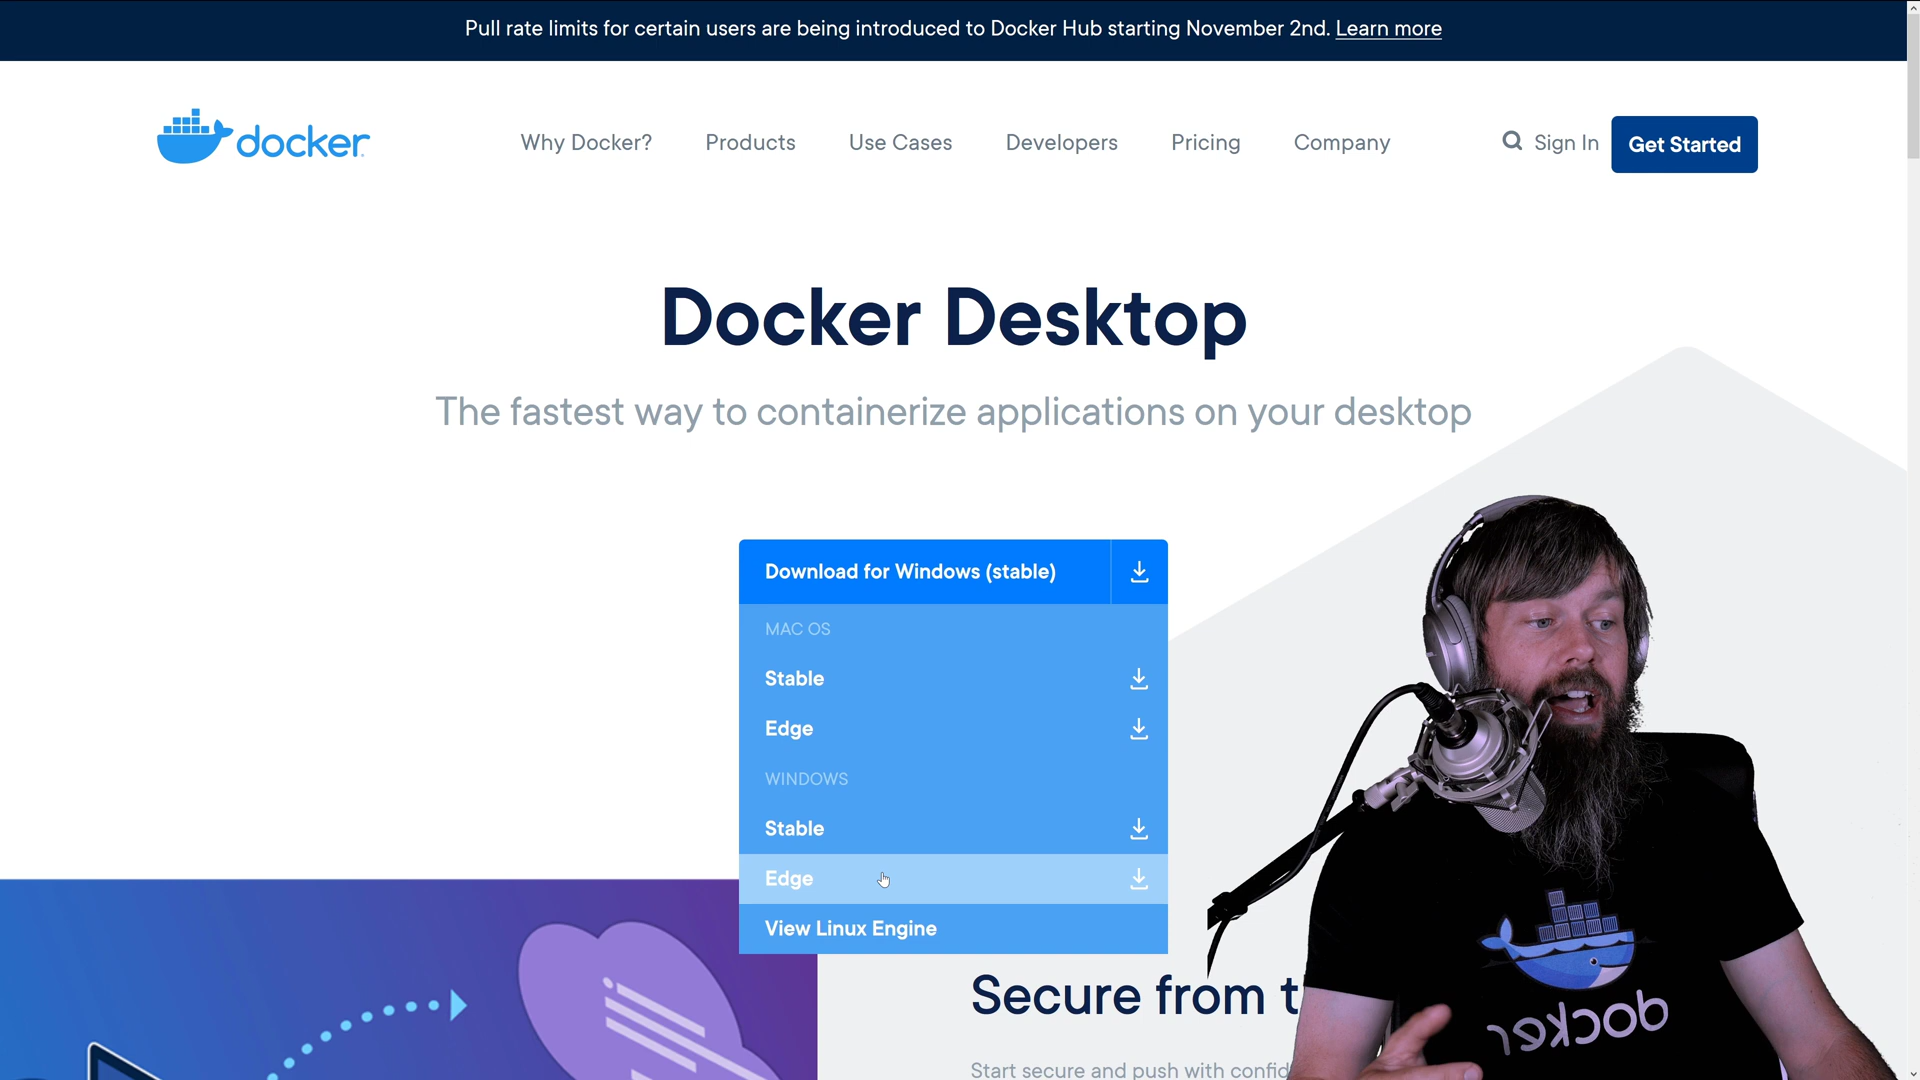 Pull rate limits for certain users are being introduced to Docker Hub starting November 2nd. Learn more
docker
Why Docker? Products Use Cases Developers Pricing Company Sign In Get Started
Docker Desktop
The fastest way to containerize applications on your desktop
Download for Windows (stable)
MAC OS
Stable
Edge
WINDOWS
Stable
Edge
View Linux Engine
Secure from t
Start secure and push with confid
docker